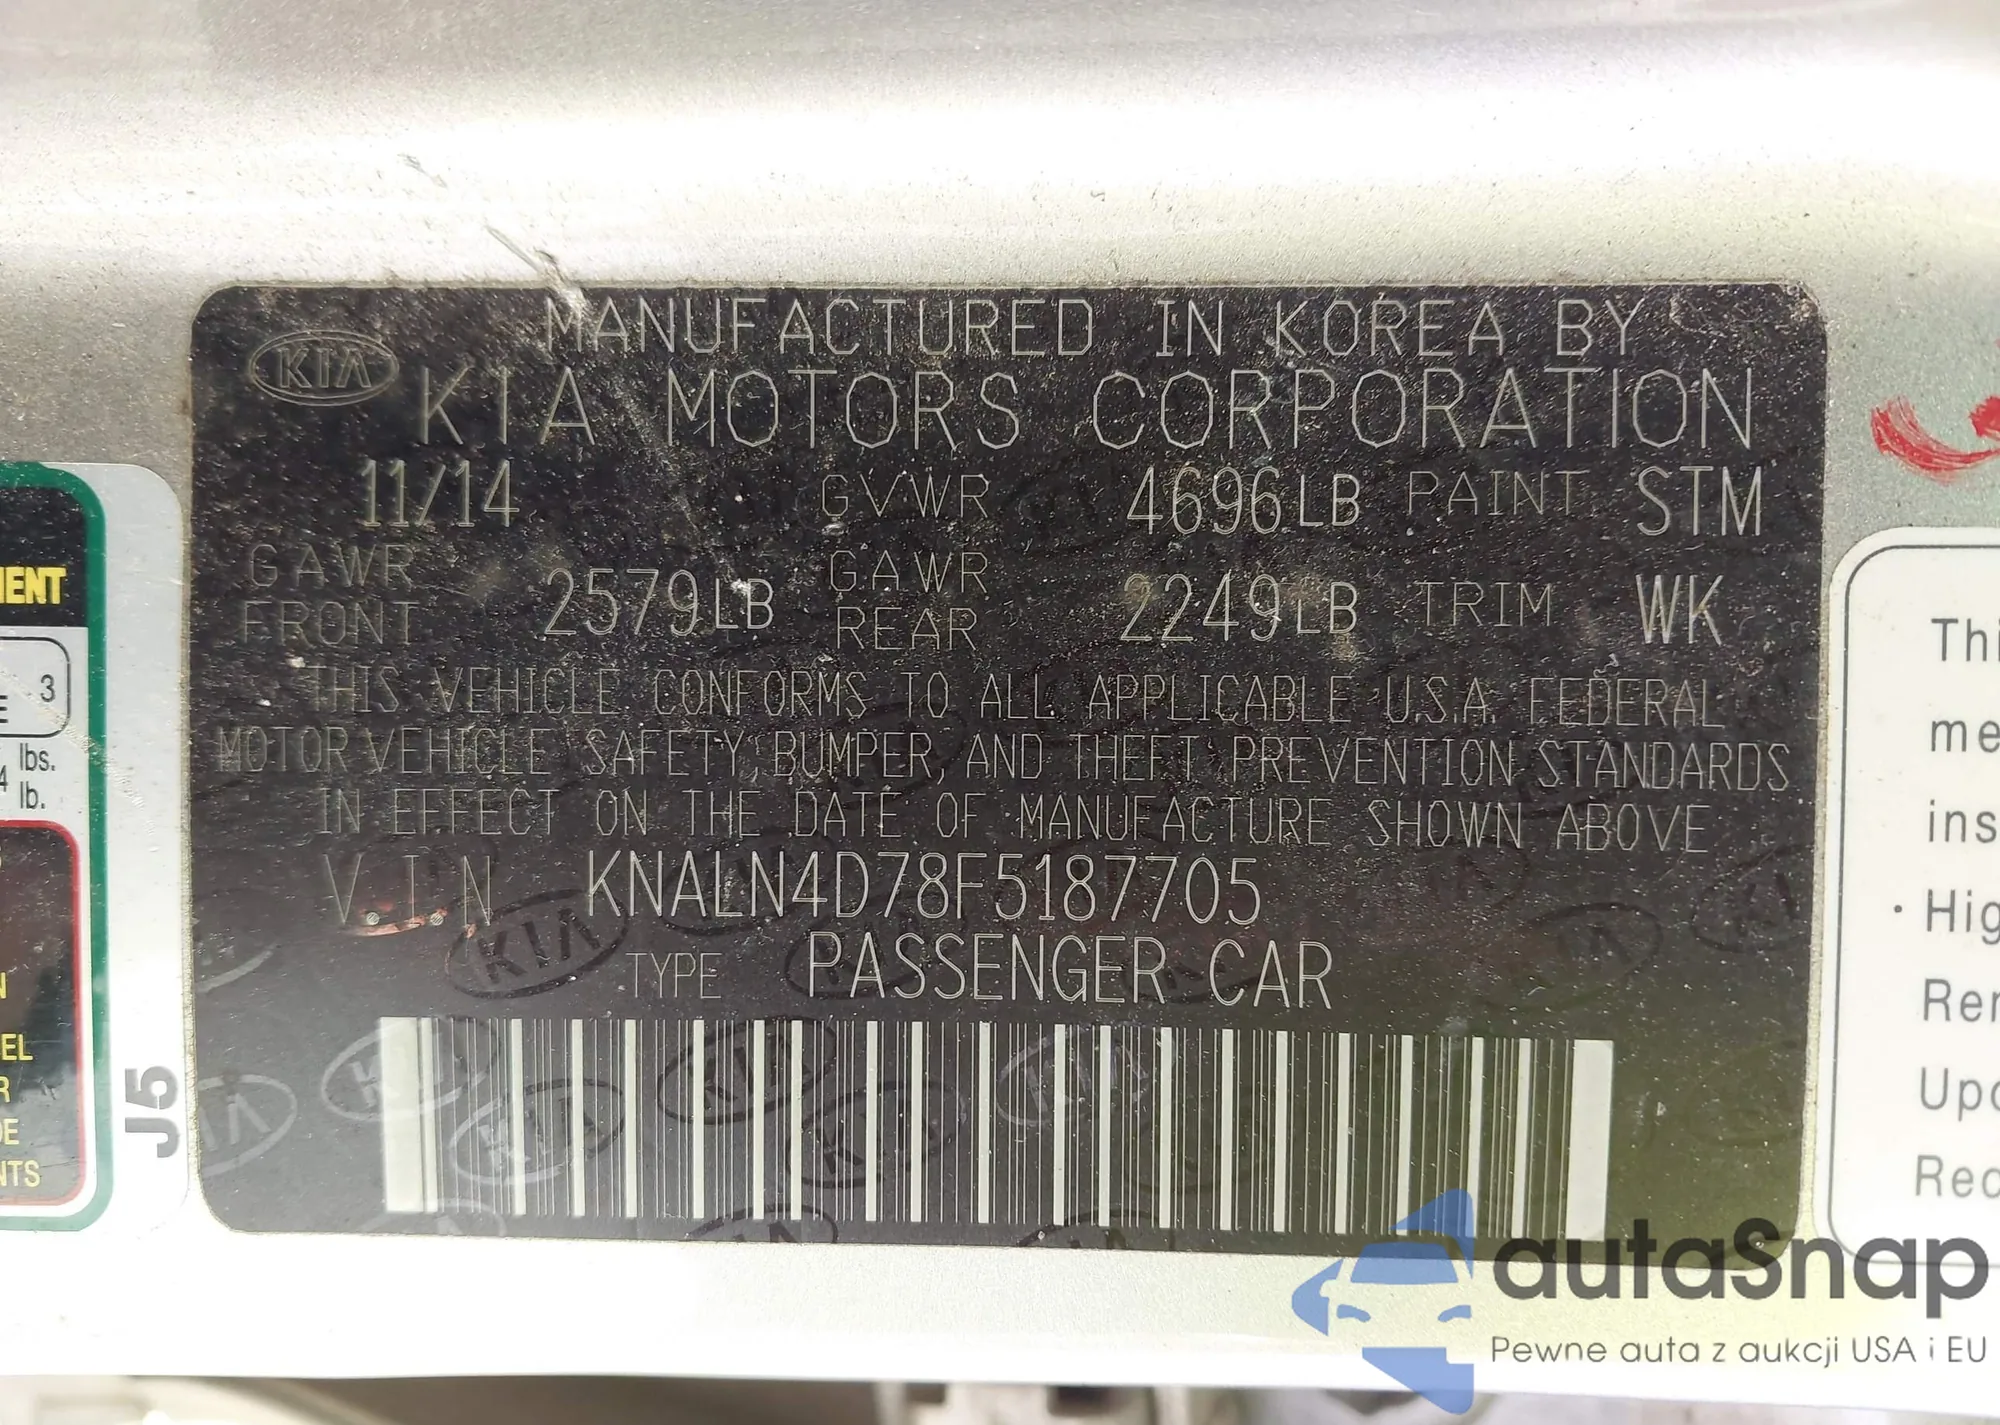 KIA
MANUFACTURED IN KOREA BY
KIA MOTORS CORPORATION
11/14 GVWR 4696LB PAINT STM
GAWR FRONT 2579LB GAWR REAR 2249LB TRIM WK
THIS VEHICLE CONFORMS TO ALL APPLICABLE U.S.A. FEDERAL
MOTOR VEHICLE SAFETY, BUMPER, AND THEFT PREVENTION STANDARDS
IN EFFECT ON THE DATE OF MANUFACTURE SHOWN ABOVE
V.I.N KNALN4D78F5187705
TYPE PASSENGER CAR
J5
3
lbs.
lb.
autaSnap
Pewne auta z aukcji USA i EU